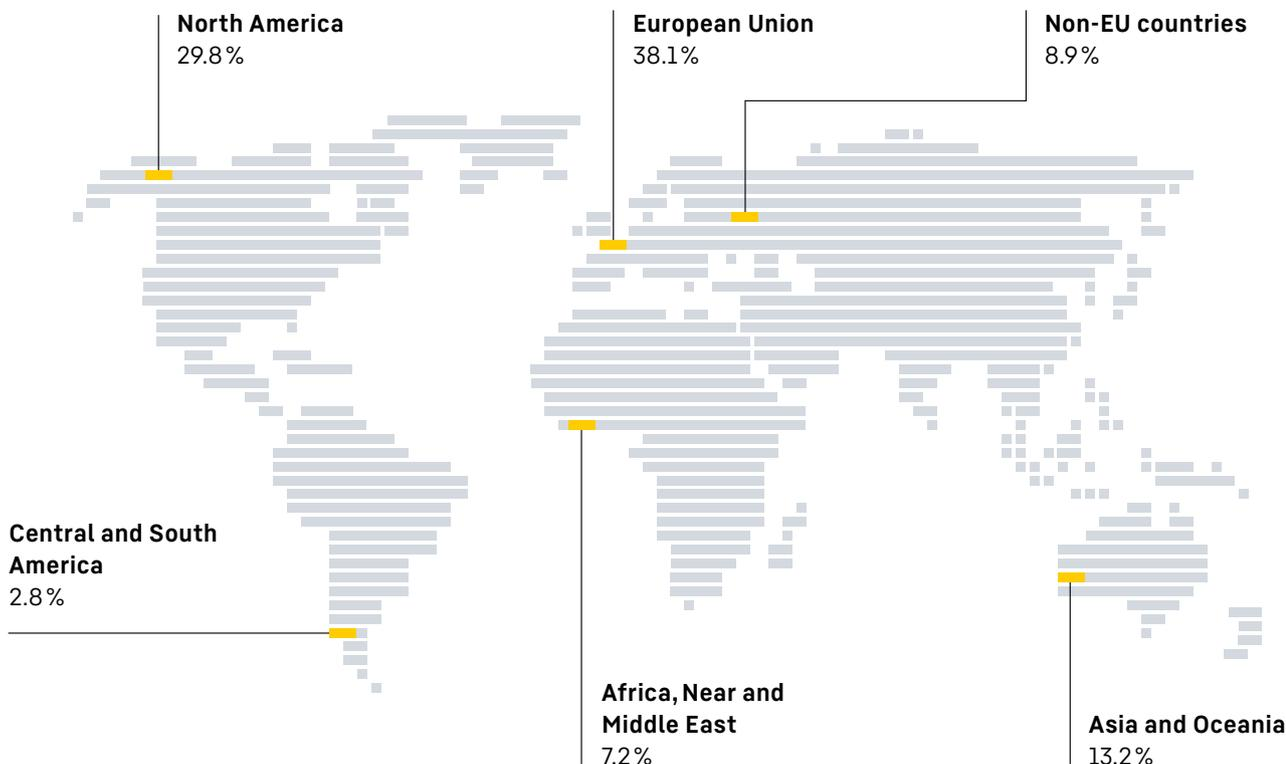 North America
29.8 %
European Union
38.1 %
Non-EU countries
8.9 %
Central and South
America
2.8 %
Africa, Near and
Middle East
7.2 %
Asia and Oceania
13.2 %